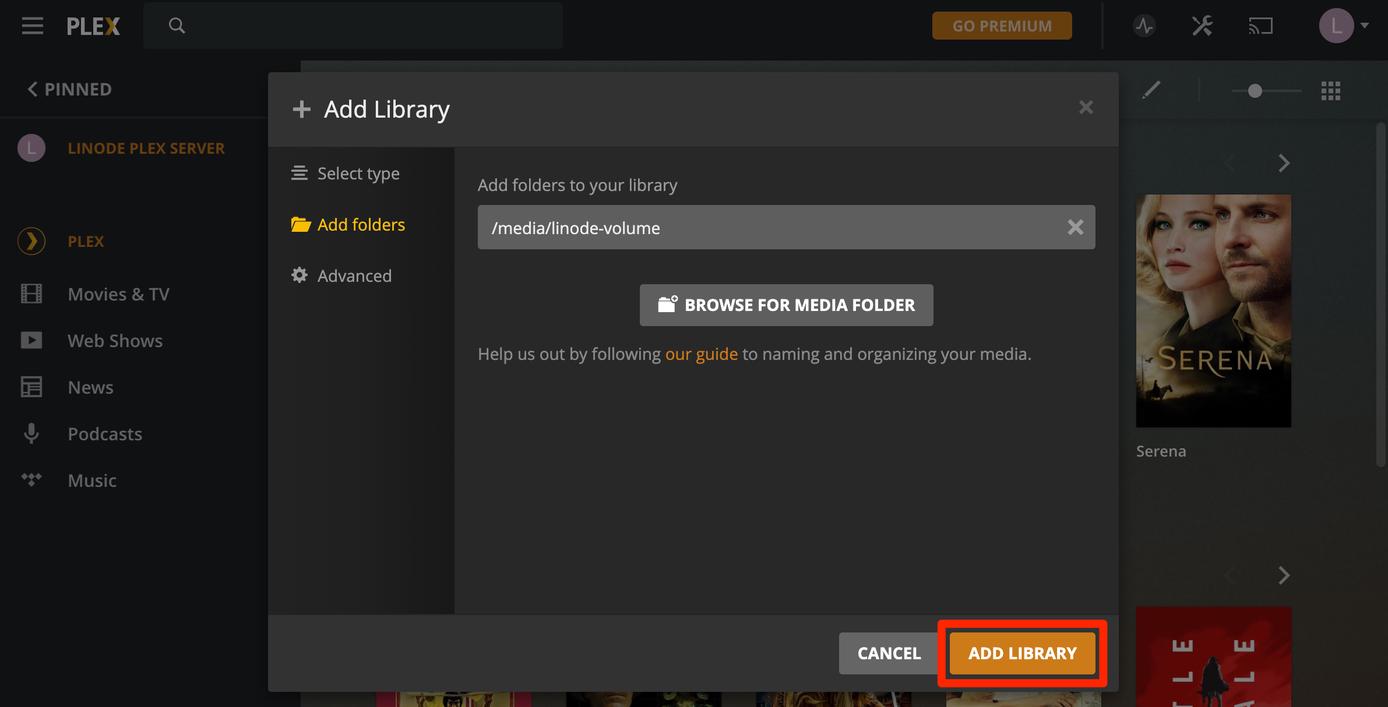 PLEX
GO PREMIUM
L
PINNED
L
LINODE PLEX SERVER
PLEX
Movies & TV
Web Shows
News
Podcasts
Music
Add Library
Select type
Add folders
Advanced
Add folders to your library
/media/linode-volume
BROWSE FOR MEDIA FOLDER
Help us out by following our guide to naming and organizing your media.
CANCEL
ADD LIBRARY
SERENA
Serena